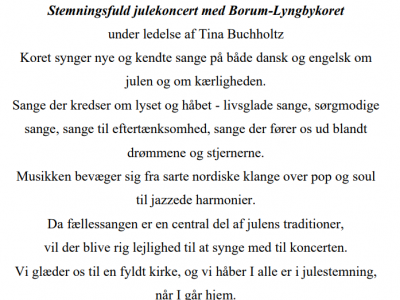 Stemningsfuld julekoncert med Borum-Lyngbykoret
under ledelse af Tina Buchholtz
Koret synger nye og kendte sange på både dansk og engelsk om
julen og om kærligheden.
Sange der kredser om lyset og håbet - livsglade sange, sørgmodige
sange, sange til eftertænksomhed, sange der fører os ud blandt
drømmene og stjernerne.
Musikken bevæger sig fra sarte nordiske klange over pop og soul
til jazzede harmonier.
Da fællessangen er en central del af julens traditioner,
vil der blive rig lejlighed til at synge med til koncerten.
Vi glæder os til en fyldt kirke, og vi håber I alle er i julestemning,
når I går hjem.